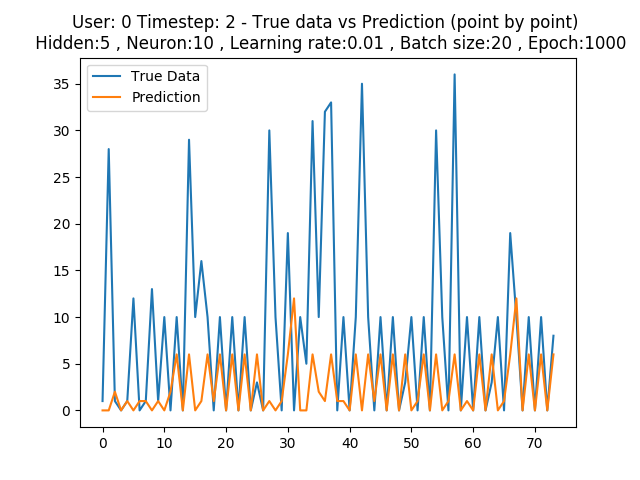 User: 0 Timestep: 2 - True data vs Prediction (point by point)
Hidden:5 , Neuron:10 , Learning rate:0.01 , Batch size:20 , Epoch:1000
True Data
Prediction
35
30
25
20
15
10
5
0
0 10 20 30 40 50 60 70